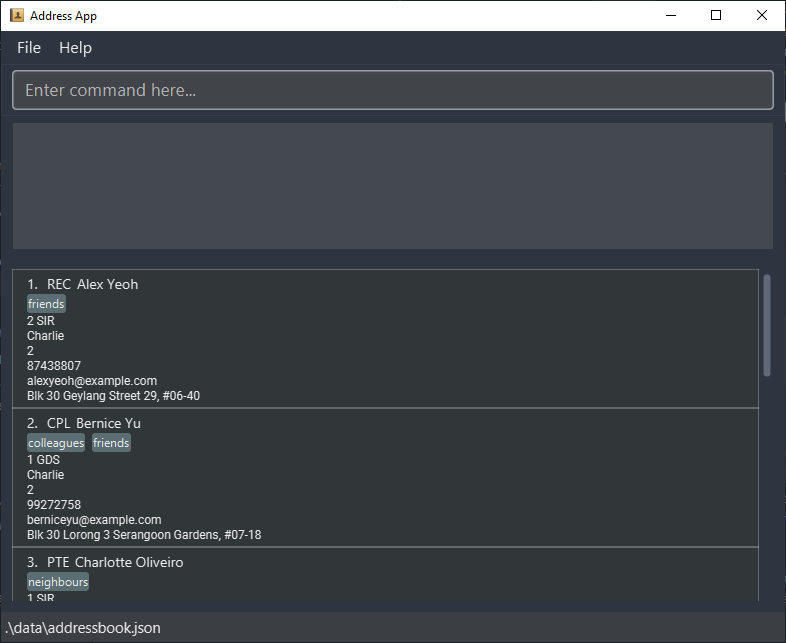 Address App
File Help
Enter command here...
1. REC Alex Yeoh
friends
2 SIR
Charlie
2
87438807
alexyeoh@example.com
Blk 30 Geylang Street 29, #06-40
2. CPL Bernice Yu
colleagues friends
1 GDS
Charlie
2
99272758
berniceyu@example.com
Blk 30 Lorong 3 Serangoon Gardens, #07-18
3. PTE Charlotte Oliveiro
neighbours
1 SIR
.\data\addressbook.json